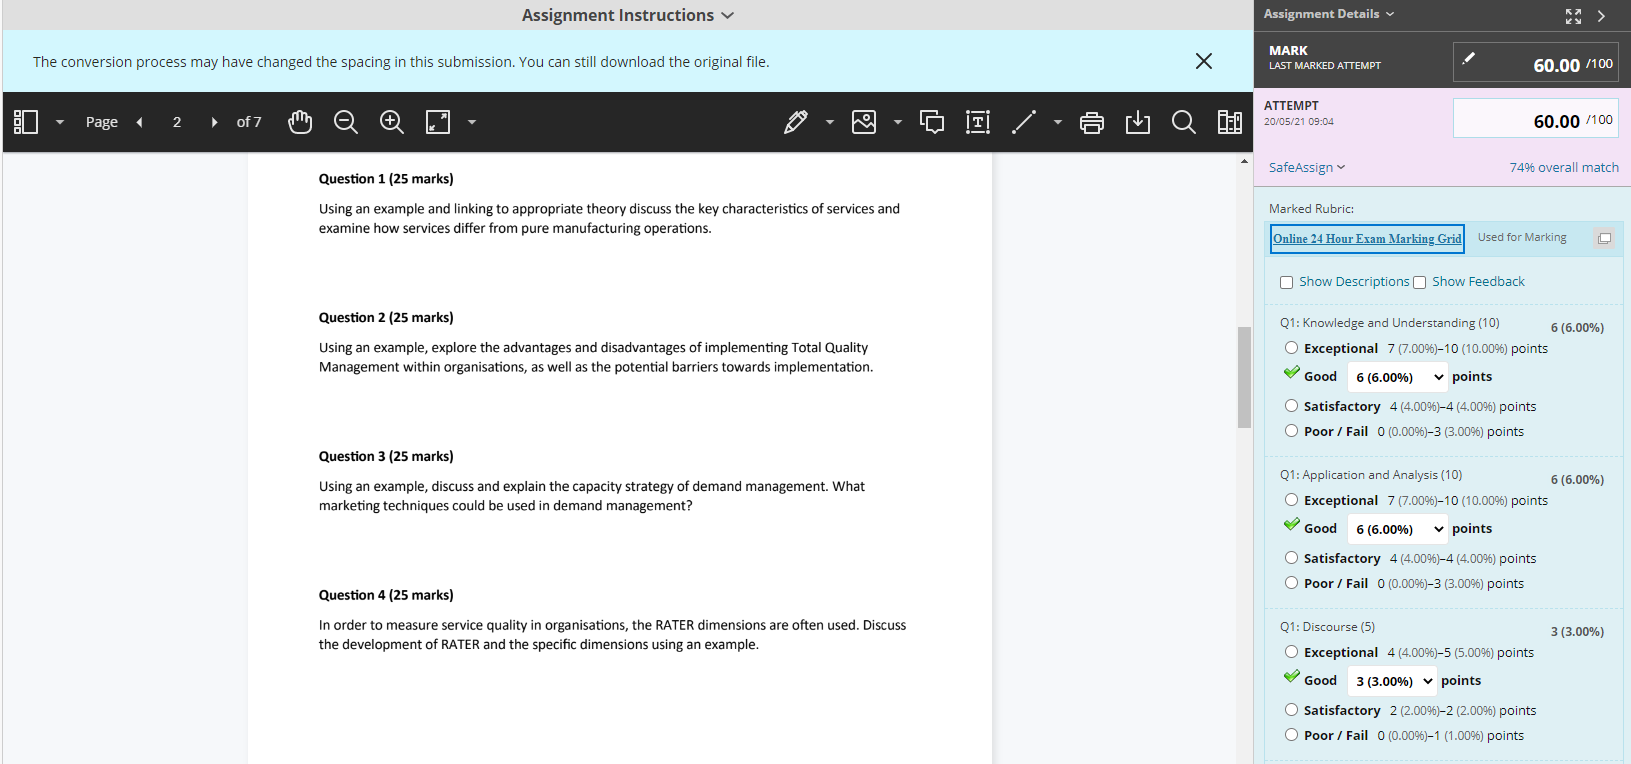 Assignment Instructions
The conversion process may have changed the spacing in this submission. You can still download the original file.
Page 2 of 7
Question 1 (25 marks)
Using an example and linking to appropriate theory discuss the key characteristics of services and
examine how services differ from pure manufacturing operations.
Question 2 (25 marks)
Using an example, explore the advantages and disadvantages of implementing Total Quality
Management within organisations, as well as the potential barriers towards implementation.
Question 3 (25 marks)
Using an example, discuss and explain the capacity strategy of demand management. What
marketing techniques could be used in demand management?
Question 4 (25 marks)
In order to measure service quality in organisations, the RATER dimensions are often used. Discuss
the development of RATER and the specific dimensions using an example.
Assignment Details
MARK
LAST MARKED ATTEMPT
60.00 /100
ATTEMPT
20/05/21 09:04
60.00 /100
SafeAssign 74% overall match
Marked Rubric:
Online 24 Hour Exam Marking Grid Used for Marking
Show Descriptions Show Feedback
Q1: Knowledge and Understanding (10) 6 (6.00%)
Exceptional 7 (7.00%)–10 (10.00%) points
Good 6 (6.00%) points
Satisfactory 4 (4.00%)–4 (4.00%) points
Poor / Fail 0 (0.00%)–3 (3.00%) points
Q1: Application and Analysis (10) 6 (6.00%)
Exceptional 7 (7.00%)–10 (10.00%) points
Good 6 (6.00%) points
Satisfactory 4 (4.00%)–4 (4.00%) points
Poor / Fail 0 (0.00%)–3 (3.00%) points
Q1: Discourse (5) 3 (3.00%)
Exceptional 4 (4.00%)–5 (5.00%) points
Good 3 (3.00%) points
Satisfactory 2 (2.00%)–2 (2.00%) points
Poor / Fail 0 (0.00%)–1 (1.00%) points